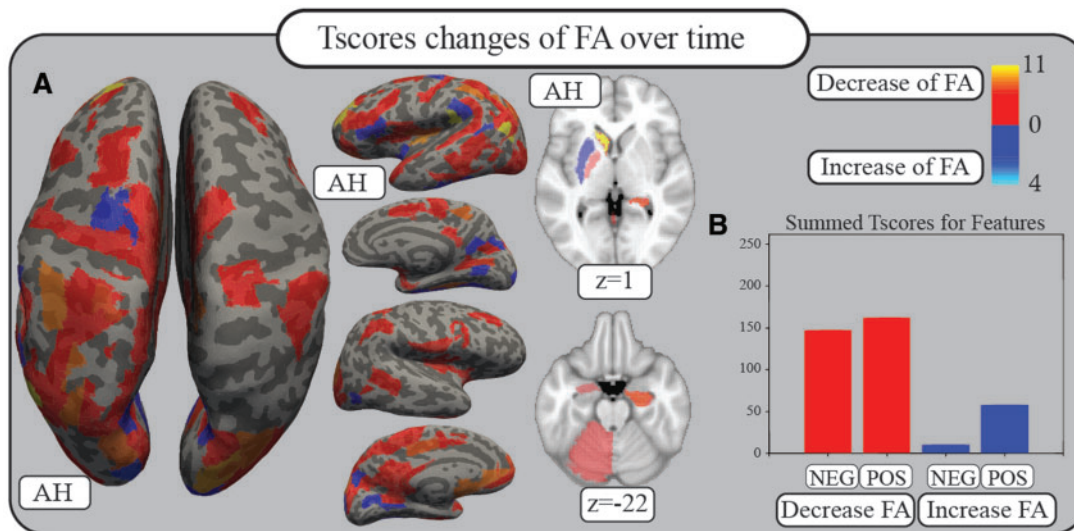 Tscores changes of FA over time
A
AH
AH
AH
z=1
z=-22
Decrease of FA
Increase of FA
11
0
4
B
Summed Tscores for Features
250
200
150
100
50
0
NEG POS NEG POS
Decrease FA Increase FA